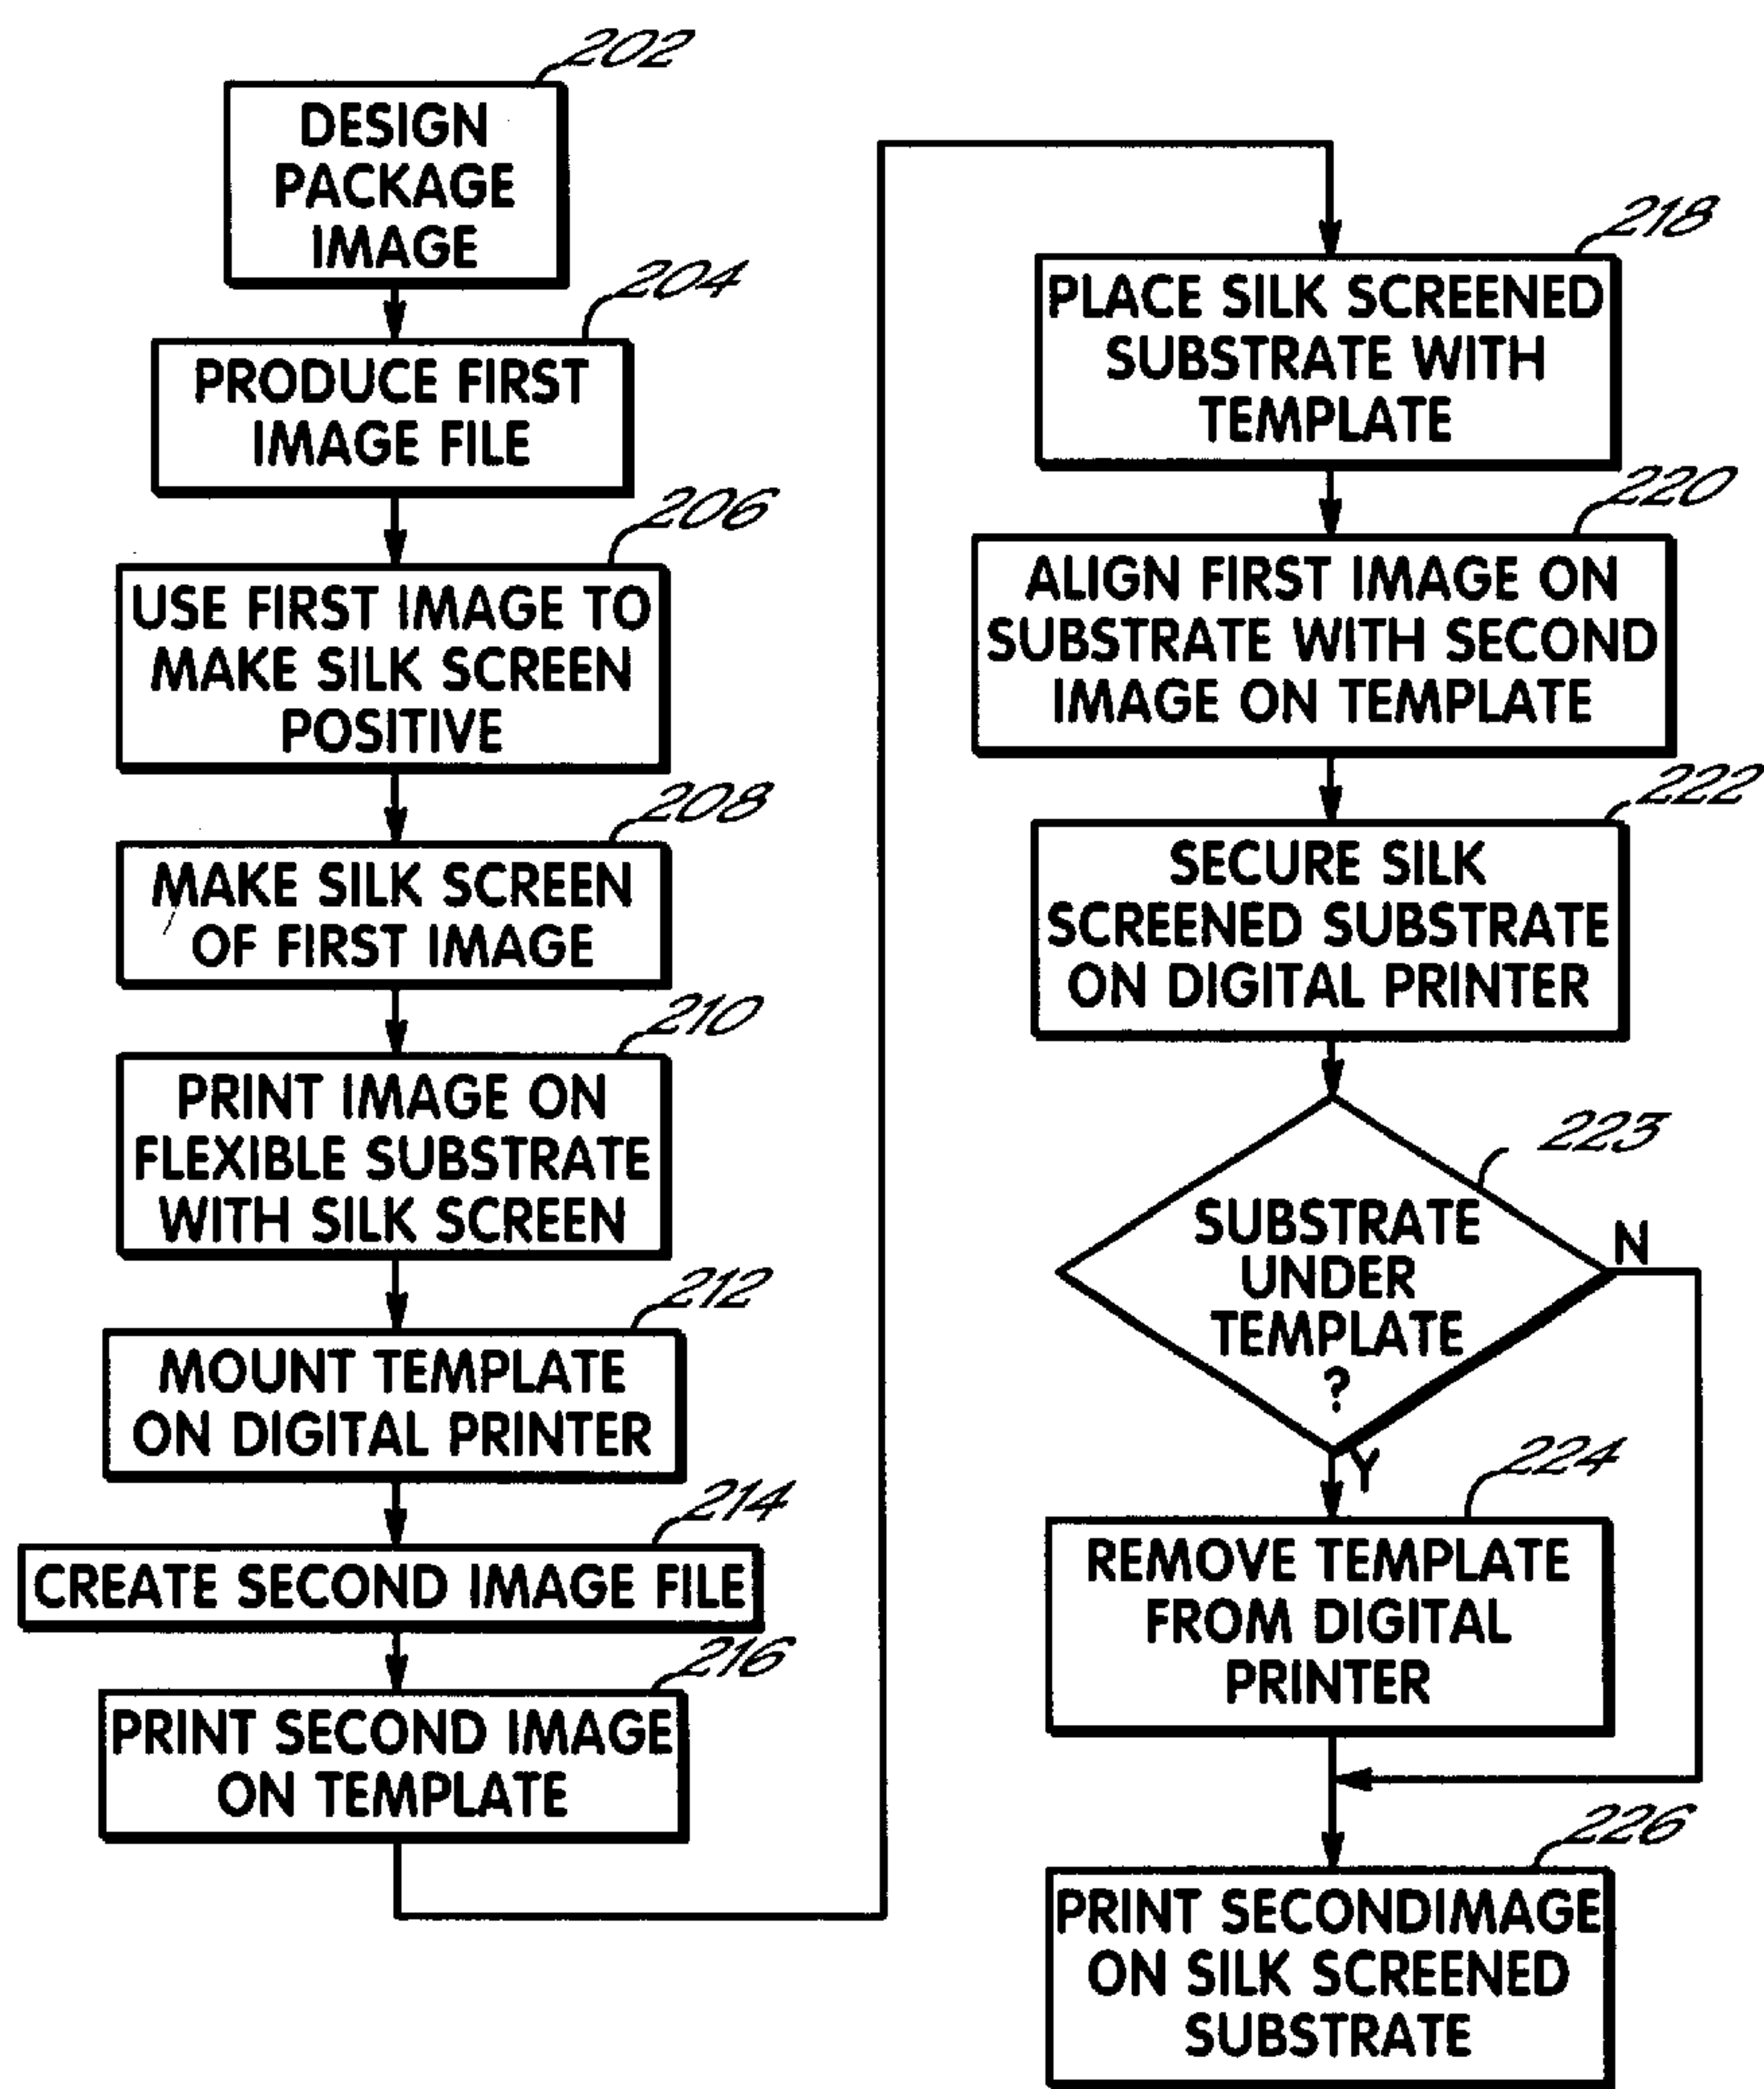 202
DESIGN
PACKAGE
IMAGE
204
PRODUCE FIRST
IMAGE FILE
206
USE FIRST IMAGE TO
MAKE SILK SCREEN
POSITIVE
208
MAKE SILK SCREEN
OF FIRST IMAGE
210
PRINT IMAGE ON
FLEXIBLE SUBSTRATE
WITH SILK SCREEN
212
MOUNT TEMPLATE
ON DIGITAL PRINTER
214
CREATE SECOND IMAGE FILE
216
PRINT SECOND IMAGE
ON TEMPLATE
218
PLACE SILK SCREENED
SUBSTRATE WITH
TEMPLATE
220
ALIGN FIRST IMAGE ON
SUBSTRATE WITH SECOND
IMAGE ON TEMPLATE
222
SECURE SILK
SCREENED SUBSTRATE
ON DIGITAL PRINTER
223
SUBSTRATE
UNDER
TEMPLATE
?
N
Y
224
REMOVE TEMPLATE
FROM DIGITAL
PRINTER
226
PRINT SECONDIMAGE
ON SILK SCREENED
SUBSTRATE